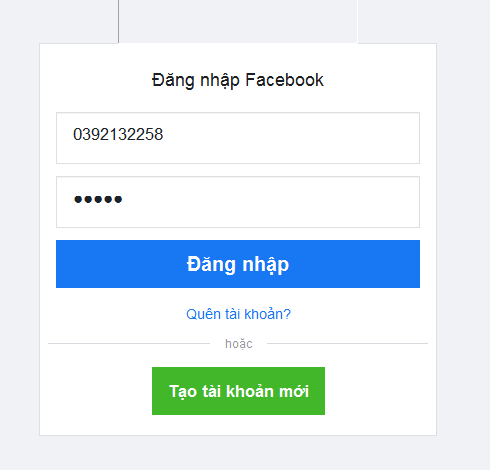 Đăng nhập Facebook
0392132258
●●●●●
Đăng nhập
Quên tài khoản?
hoặc
Tạo tài khoản mới